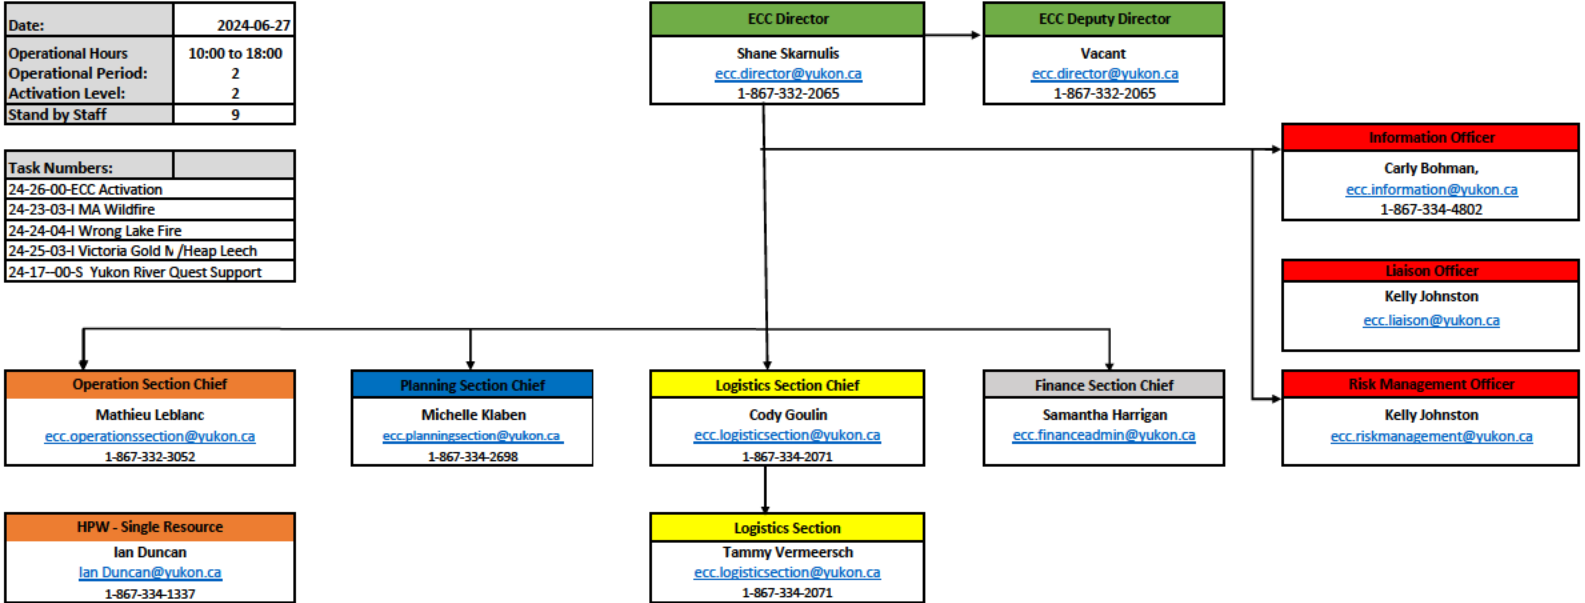 Date: 2024-06-27
Operational Hours 10:00 to 18:00
Operational Period: 2
Activation Level: 2
Stand by Staff 9
Task Numbers:
24-26-00-ECC Activation
24-23-03-I MA Wildfire
24-24-04-I Wrong Lake Fire
24-25-03-I Victoria Gold /Heap Leech
24-17--00-S Yukon River Quest Support
ECC Director
Shane Skarnulis
ecc.director@yukon.ca
1-867-332-2065
ECC Deputy Director
Vacant
ecc.director@yukon.ca
1-867-332-2065
Information Officer
Carly Bohman,
ecc.information@yukon.ca
1-867-334-4802
Liaison Officer
Kelly Johnston
ecc.liaison@yukon.ca
Operation Section Chief
Mathieu Leblanc
ecc.operationssection@yukon.ca
1-867-332-3052
Planning Section Chief
Michelle Klaben
ecc.planningsection@yukon.ca
1-867-334-2698
Logistics Section Chief
Cody Goulin
ecc.logisticsection@yukon.ca
1-867-334-2071
Finance Section Chief
Samantha Harrigan
ecc.financeadmin@yukon.ca
Risk Management Officer
Kelly Johnston
ecc.riskmanagement@yukon.ca
HPW - Single Resource
Ian Duncan
Ian Duncan@yukon.ca
1-867-334-1337
Logistics Section
Tammy Vermeersch
ecc.logisticsection@yukon.ca
1-867-334-2071